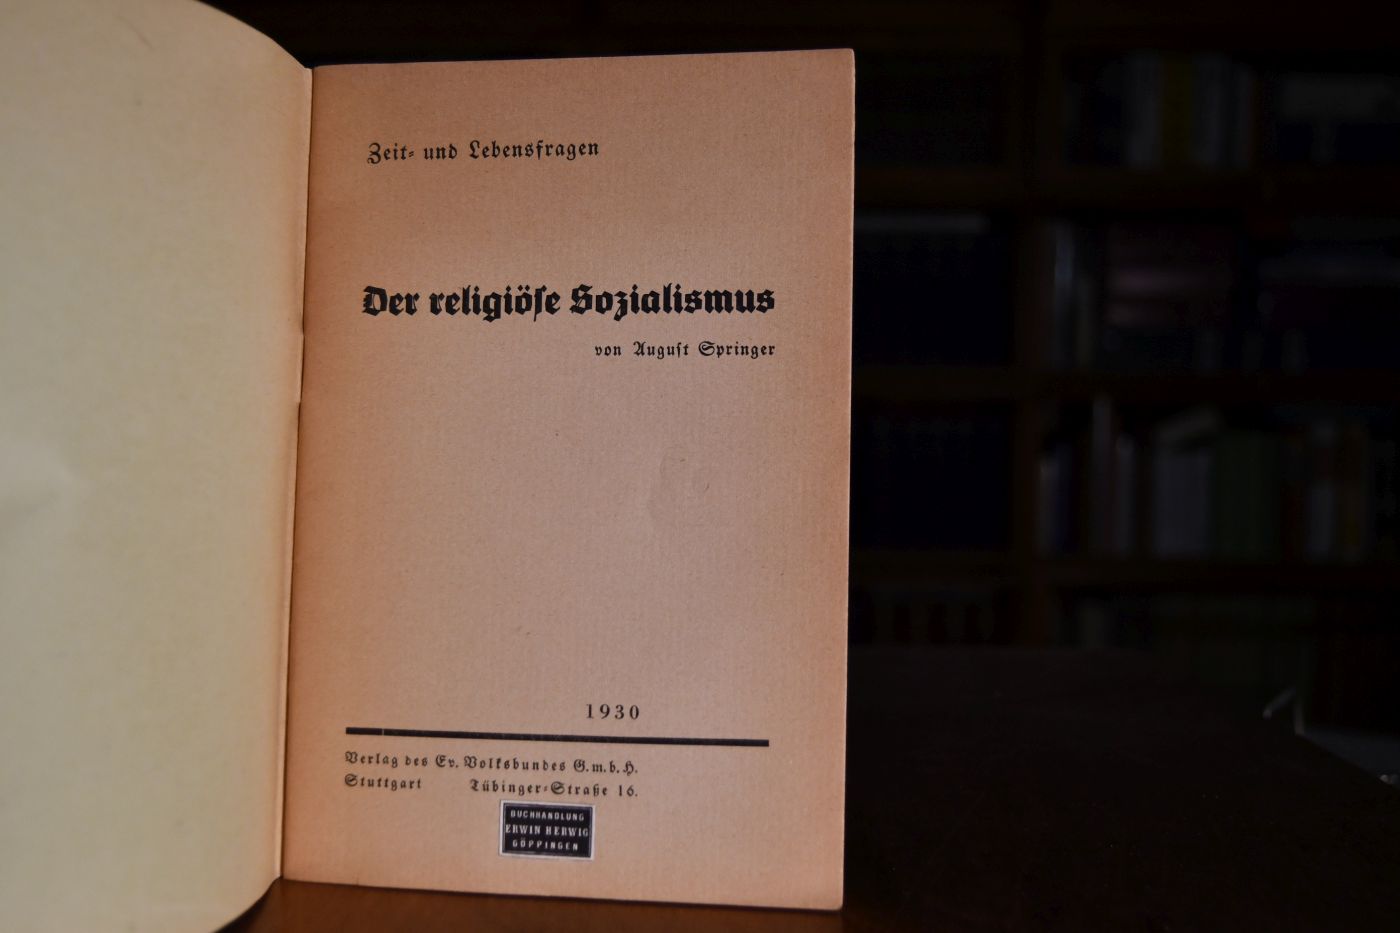 Zeit- und Lebensfragen
Der religiöſe Sozialismus
von Auguſt Springer
1930
Verlag des Ev. Volksbundes G.m.b.H.
Stuttgart Tübinger-Straße 16.
BUCHHANDLUNG
ERWIN HERWIG
GÖPPINGEN